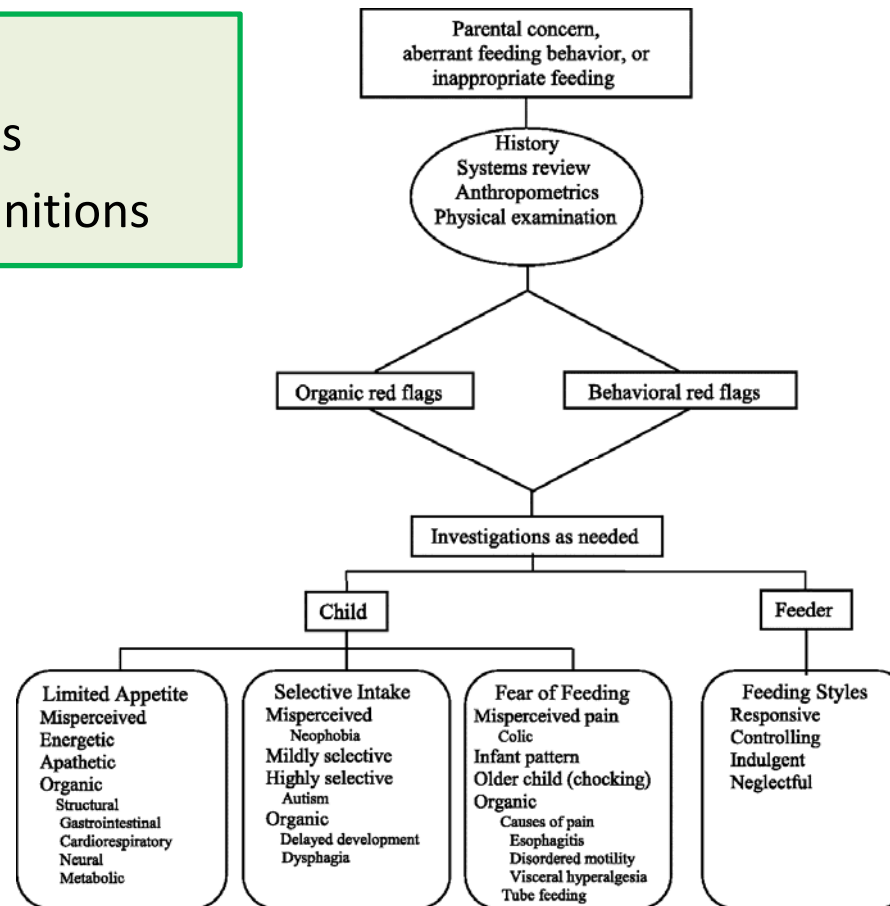 s
nitions
Parental concern,
aberrant feeding behavior, or
inappropriate feeding
History
Systems review
Anthropometrics
Physical examination
Organic red flags
Behavioral red flags
Investigations as needed
Child
Feeder
Limited Appetite
Misperceived
Energetic
Apathetic
Organic
Structural
Gastrointestinal
Cardiorespiratory
Neural
Metabolic
Selective Intake
Misperceived
Neophobia
Mildly selective
Highly selective
Autism
Organic
Delayed development
Dysphagia
Fear of Feeding
Misperceived pain
Colic
Infant pattern
Older child (chocking)
Organic
Causes of pain
Esophagitis
Disordered motility
Visceral hyperalgesia
Tube feeding
Feeding Styles
Responsive
Controlling
Indulgent
Neglectful